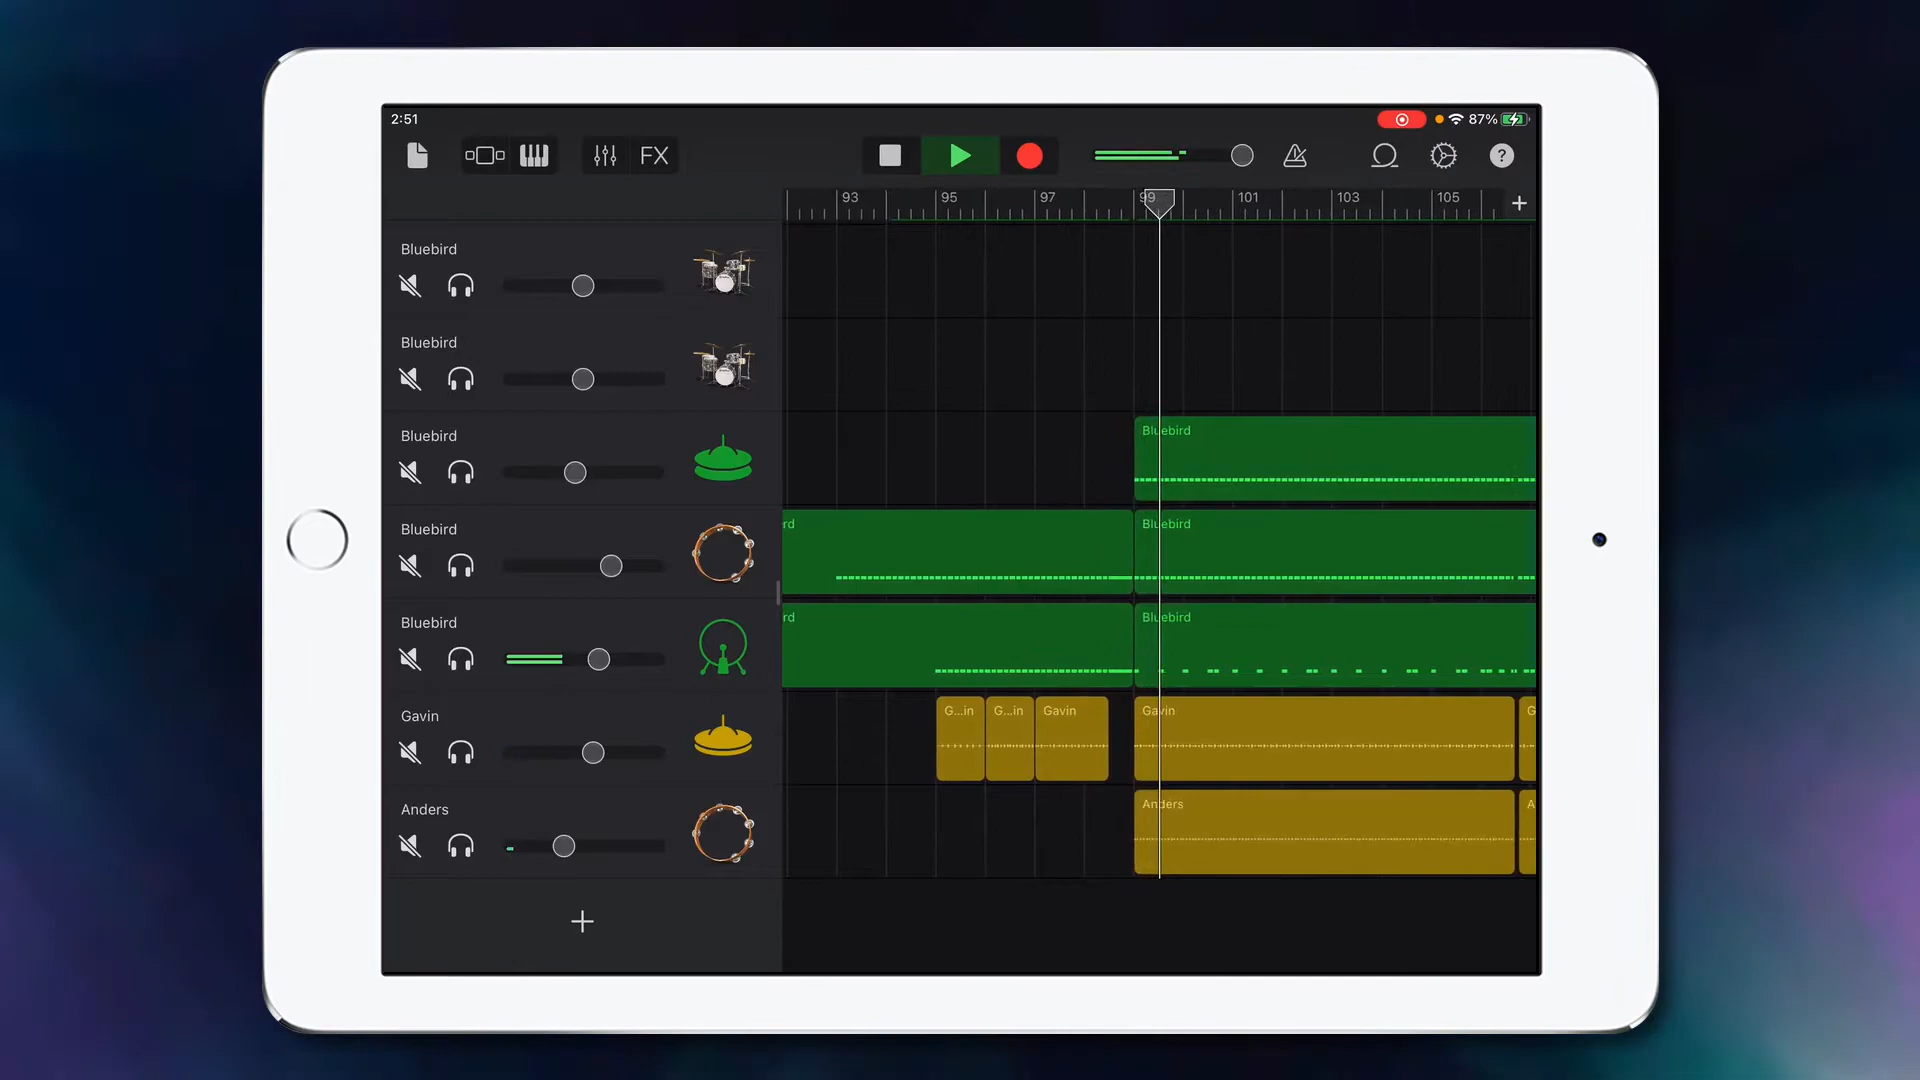 2:51
87%
FX
?
93 95 97 99 101 103 105
Bluebird
Bluebird
Bluebird
Bluebird
Bluebird
rd
Bluebird
Bluebird
rd
Bluebird
Gavin
G...in
G...in
Gavin
Gavin
G
Anders
Anders
A